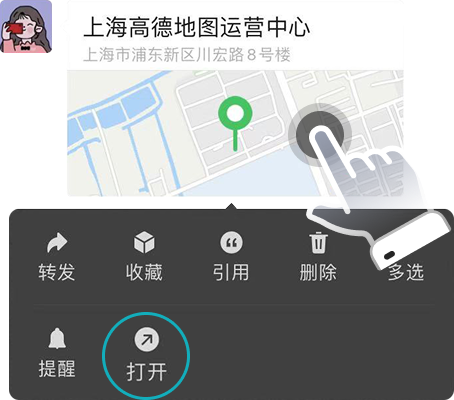 上海高德地图运营中心
上海市浦东新区川宏路8号楼
转发 收藏 引用 删除 多选
提醒 打开